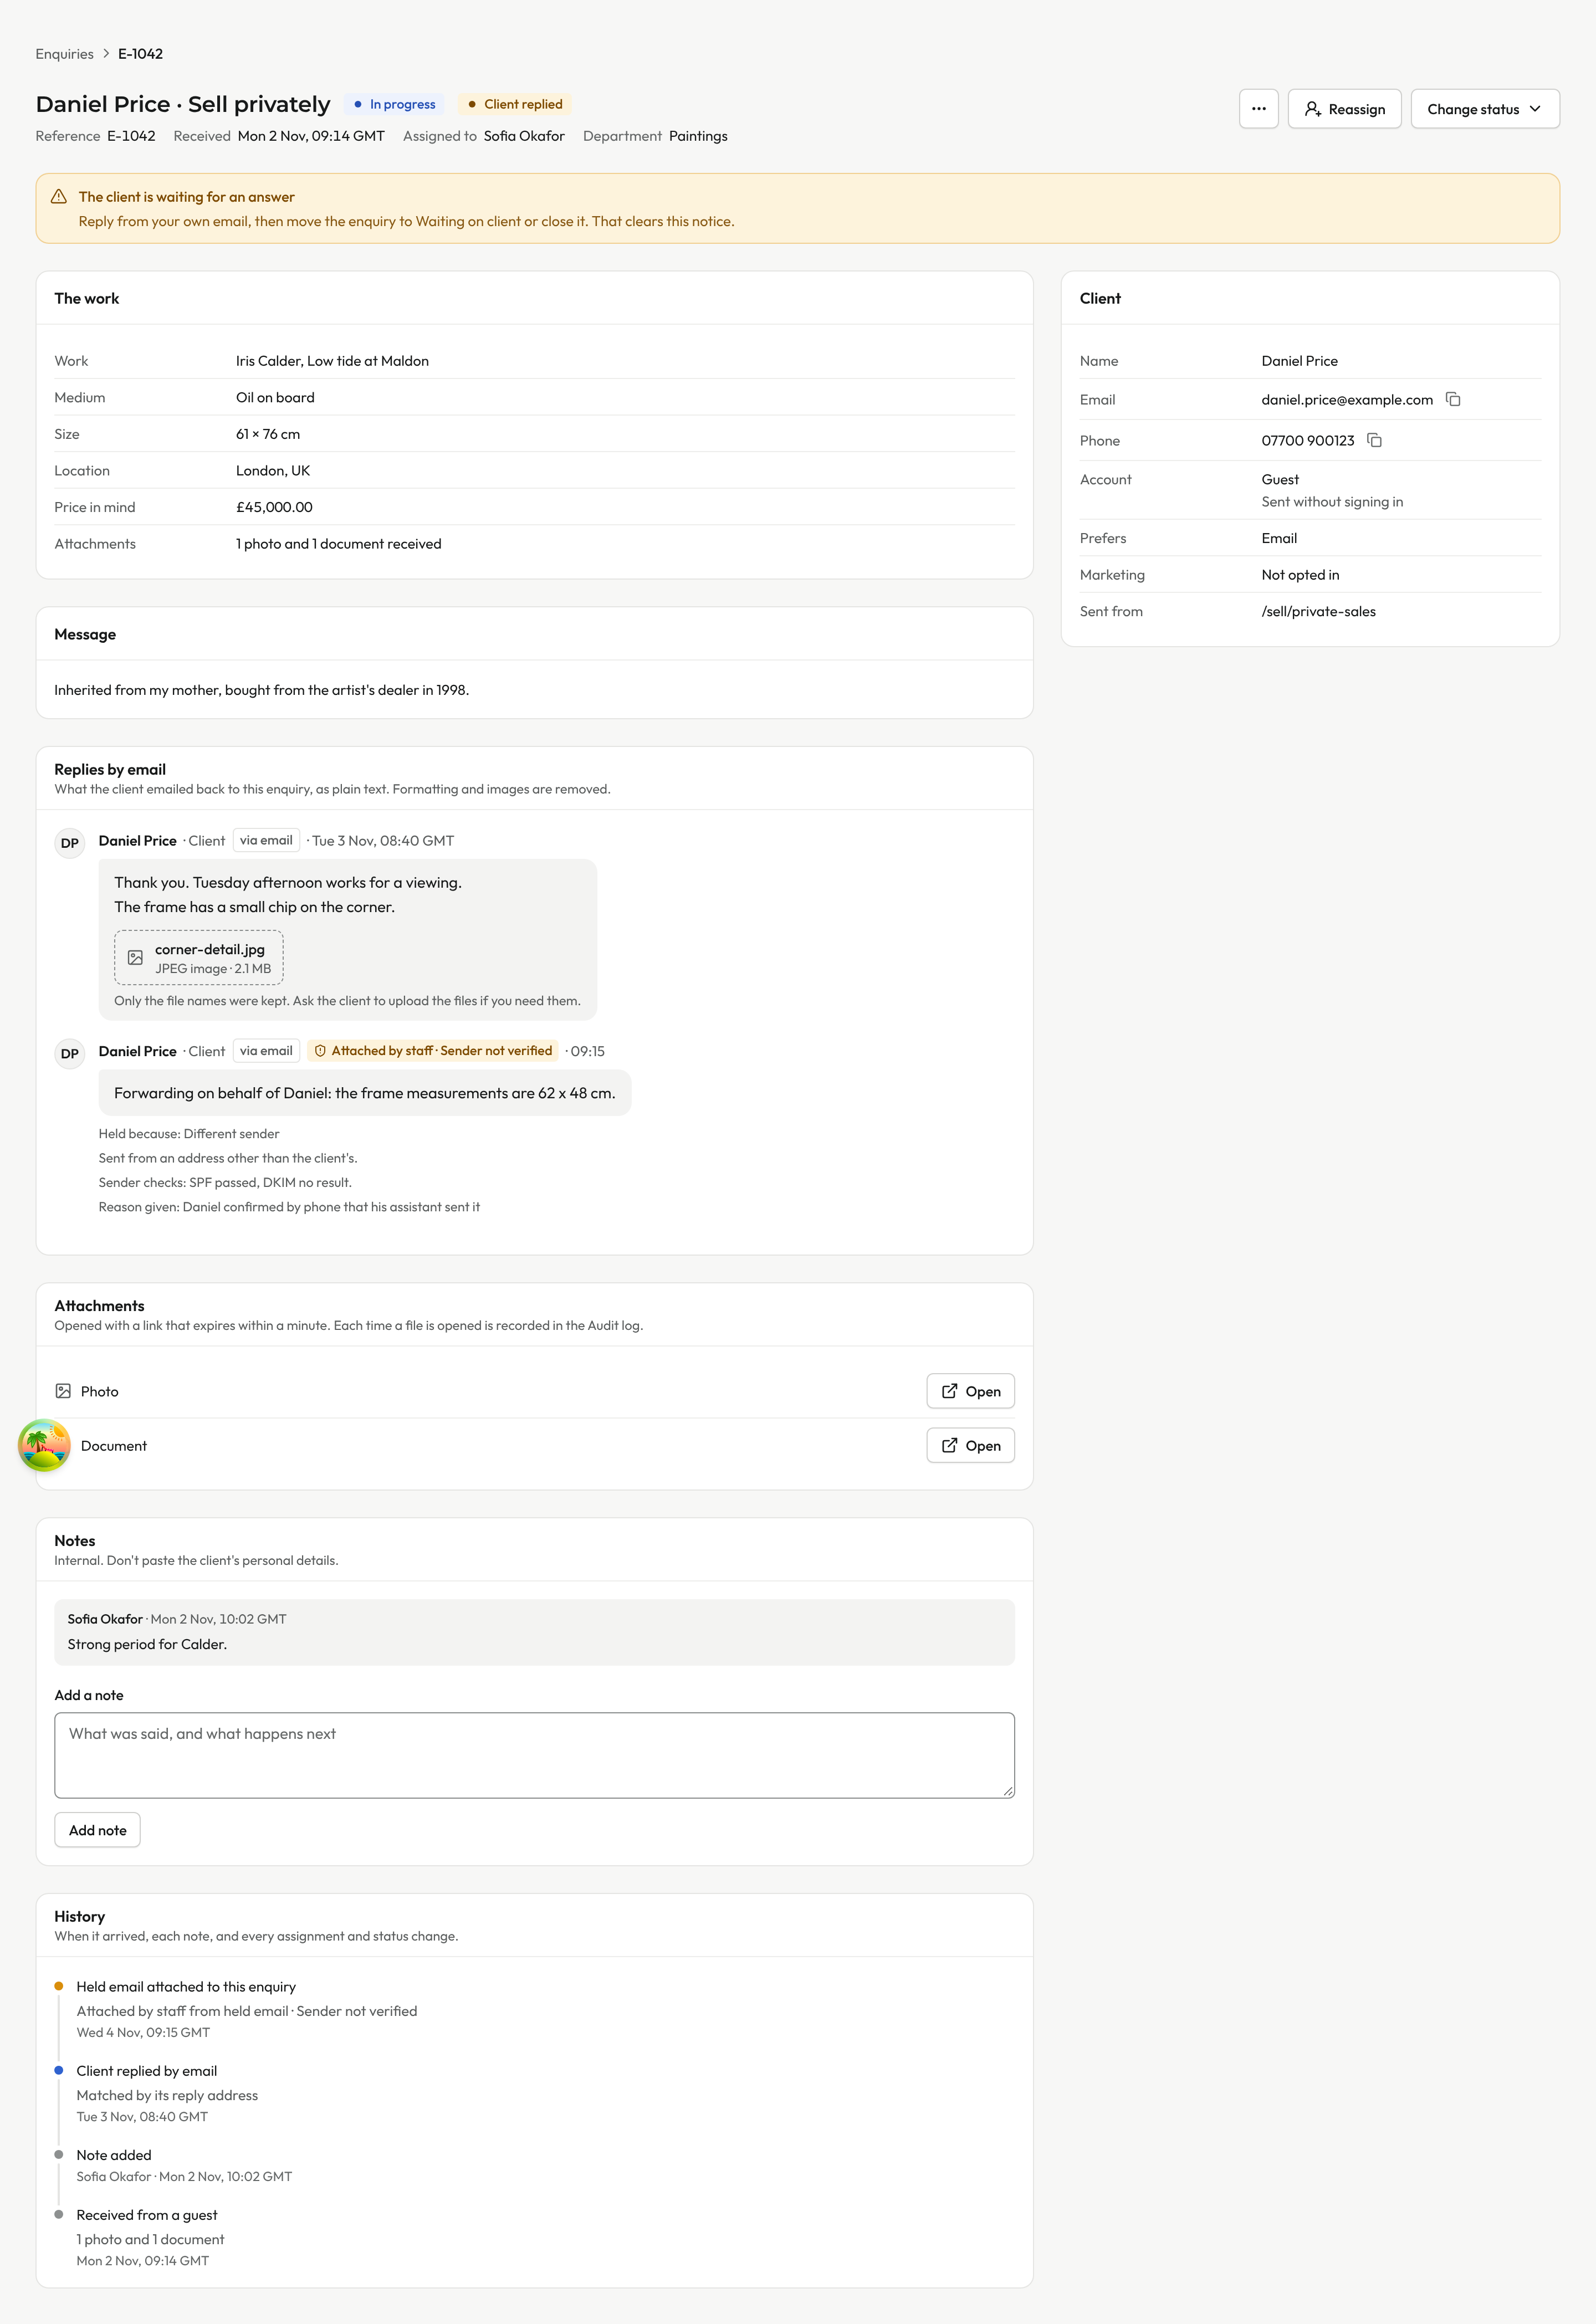 Enquiries > E-1042
Daniel Price · Sell privately
In progress
Client replied
... Reassign Change status
Reference E-1042 Received Mon 2 Nov, 09:14 GMT Assigned to Sofia Okafor Department Paintings
The client is waiting for an answer
Reply from your own email, then move the enquiry to Waiting on client or close it. That clears this notice.
The work
Work Iris Calder, Low tide at Maldon
Medium Oil on board
Size 61 × 76 cm
Location London, UK
Price in mind £45,000.00
Attachments 1 photo and 1 document received
Client
Name Daniel Price
Email daniel.price@example.com
Phone 07700 900123
Account Guest
Sent without signing in
Prefers Email
Marketing Not opted in
Sent from /sell/private-sales
Message
Inherited from my mother, bought from the artist's dealer in 1998.
Replies by email
What the client emailed back to this enquiry, as plain text. Formatting and images are removed.
DP Daniel Price · Client via email · Tue 3 Nov, 08:40 GMT
Thank you. Tuesday afternoon works for a viewing.
The frame has a small chip on the corner.
corner-detail.jpg
JPEG image · 2.1 MB
Only the file names were kept. Ask the client to upload the files if you need them.
DP Daniel Price · Client via email Attached by staff · Sender not verified · 09:15
Forwarding on behalf of Daniel: the frame measurements are 62 x 48 cm.
Held because: Different sender
Sent from an address other than the client's.
Sender checks: SPF passed, DKIM no result.
Reason given: Daniel confirmed by phone that his assistant sent it
Attachments
Opened with a link that expires within a minute. Each time a file is opened is recorded in the Audit log.
Photo Open
Document Open
Notes
Internal. Don't paste the client's personal details.
Sofia Okafor · Mon 2 Nov, 10:02 GMT
Strong period for Calder.
Add a note
What was said, and what happens next
Add note
History
When it arrived, each note, and every assignment and status change.
Held email attached to this enquiry
Attached by staff from held email · Sender not verified
Wed 4 Nov, 09:15 GMT
Client replied by email
Matched by its reply address
Tue 3 Nov, 08:40 GMT
Note added
Sofia Okafor · Mon 2 Nov, 10:02 GMT
Received from a guest
1 photo and 1 document
Mon 2 Nov, 09:14 GMT